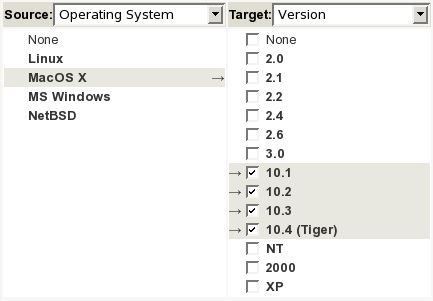 Source: Operating System
Target: Version
None
Linux
MacOS X →
MS Windows
NetBSD
None
2.0
2.1
2.2
2.4
2.6
3.0
→ 10.1
→ 10.2
→ 10.3
→ 10.4 (Tiger)
NT
2000
XP